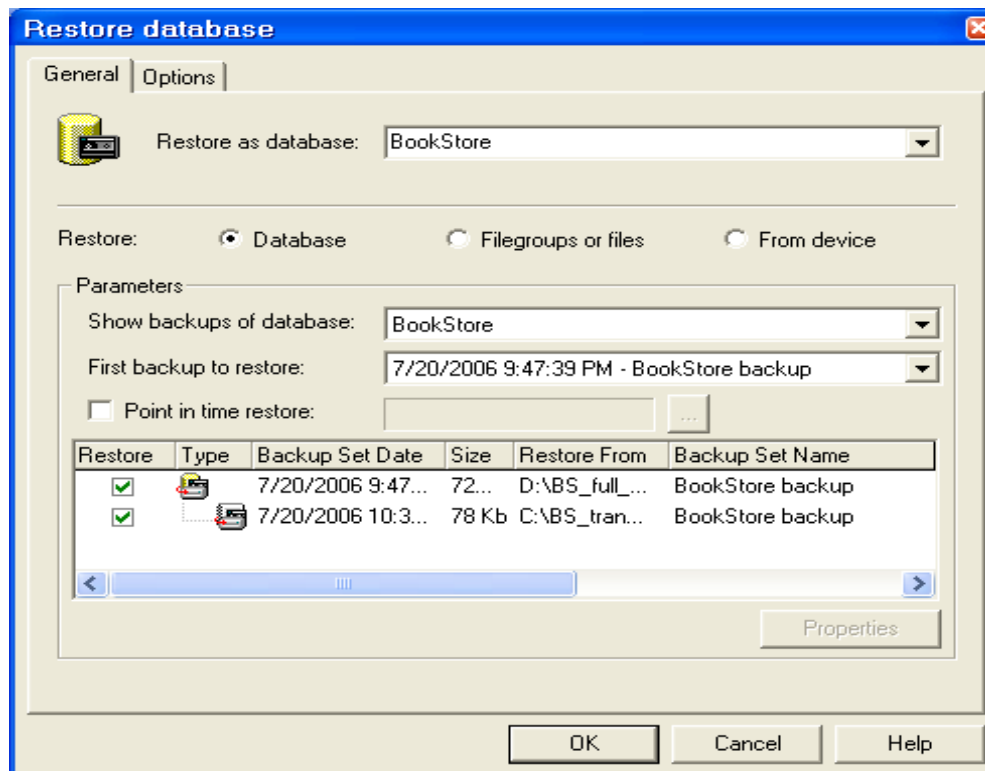 Restore database
General Options
Restore as database: BookStore
Restore: Database Filegroups or files From device
Parameters
Show backups of database: BookStore
First backup to restore: 7/20/2006 9:47:39 PM - BookStore backup
Point in time restore: ...
Restore Type Backup Set Date Size Restore From Backup Set Name
7/20/2006 9:47... 72... D:\BS_full_... BookStore backup
7/20/2006 10:3... 78 Kb C:\BS_tran... BookStore backup
Properties
OK Cancel Help